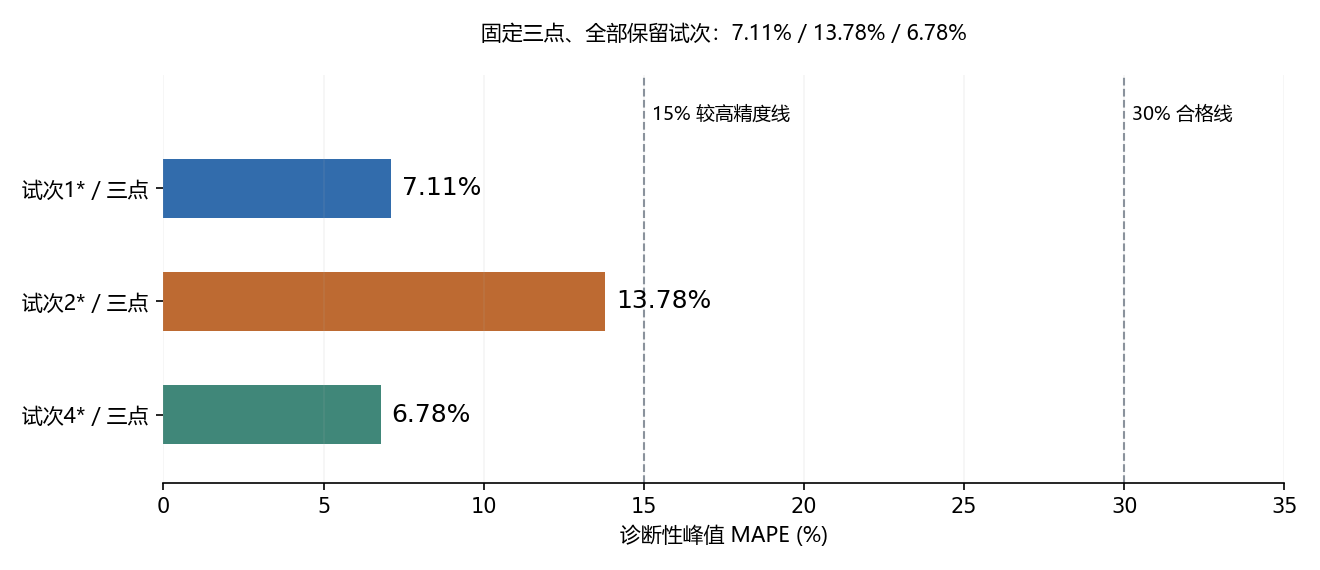 固定三点、全部保留试次：7.11% / 13.78% / 6.78%
15% 较高精度线
30% 合格线
试次1* / 三点
7.11%
试次2* / 三点
13.78%
试次4* / 三点
6.78%
0 5 10 15 20 25 30 35
诊断性峰值 MAPE (%)